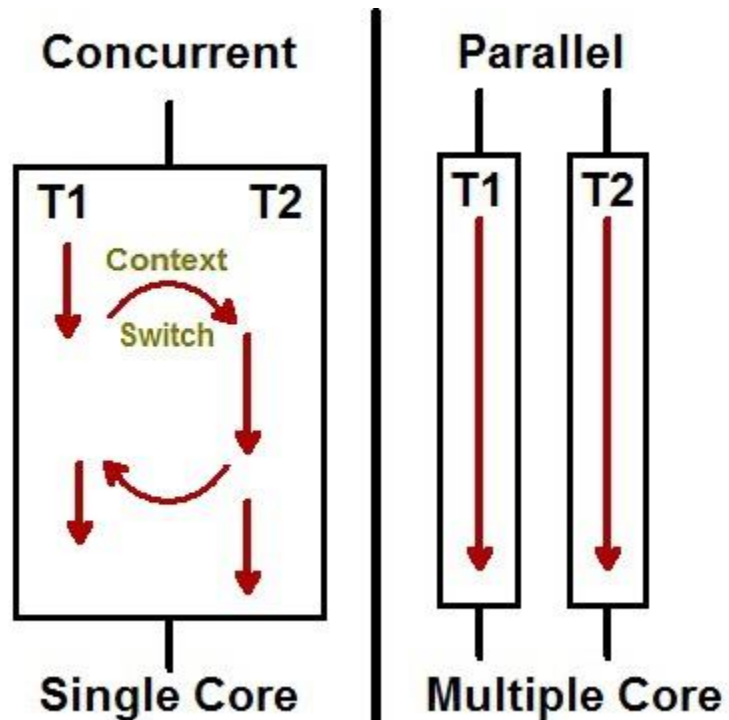 Concurrent
T1 T2
Context
Switch
Single Core
Parallel
T1 T2
Multiple Core